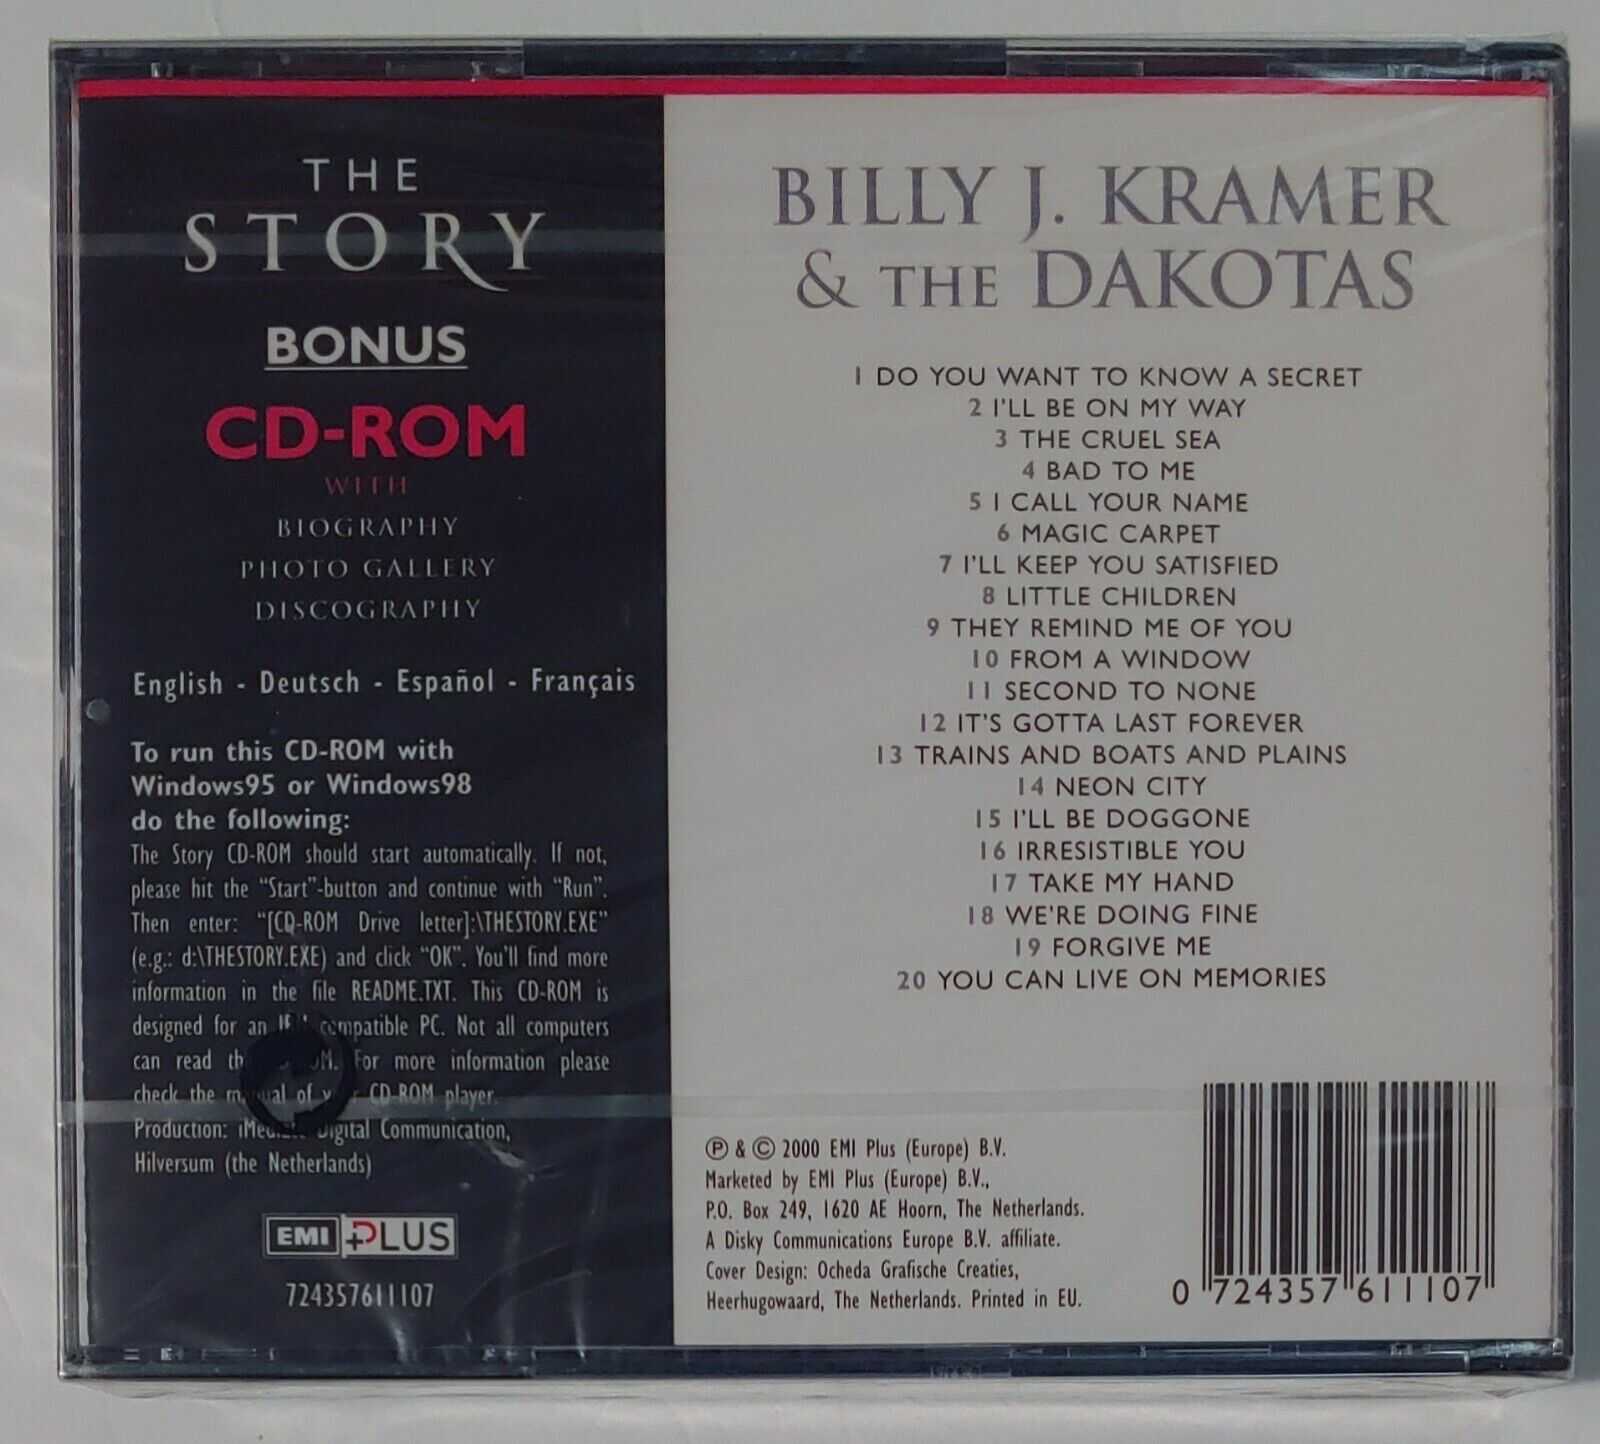 THE
STORY
BONUS
CD-ROM
WITH
BIOGRAPHY
PHOTO GALLERY
DISCOGRAPHY
English - Deutsch - Español - Français
To run this CD-ROM with
Windows95 or Windows98
do the following:
The Story CD-ROM should start automatically. If not,
please hit the “Start”-button and continue with “Run”.
Then enter: “[CD-ROM Drive letter]:\THESTORY.EXE”
(e.g.: d:\THESTORY.EXE) and click “OK”. You'll find more
information in the file README.TXT. This CD-ROM is
designed for an compatible PC. Not all computers
can read For more information please
check the manual of CD-ROM player.
Production: Digital Communication,
Hilversum (the Netherlands)
EMI PLUS
724357611107
BILLY J. KRAMER
& THE DAKOTAS
1 DO YOU WANT TO KNOW A SECRET
2 I'LL BE ON MY WAY
3 THE CRUEL SEA
4 BAD TO ME
5 I CALL YOUR NAME
6 MAGIC CARPET
7 I'LL KEEP YOU SATISFIED
8 LITTLE CHILDREN
9 THEY REMIND ME OF YOU
10 FROM A WINDOW
11 SECOND TO NONE
12 IT'S GOTTA LAST FOREVER
13 TRAINS AND BOATS AND PLAINS
14 NEON CITY
15 I'LL BE DOGGONE
16 IRRESISTIBLE YOU
17 TAKE MY HAND
18 WE'RE DOING FINE
19 FORGIVE ME
20 YOU CAN LIVE ON MEMORIES
℗ & © 2000 EMI Plus (Europe) B.V.
Marketed by EMI Plus (Europe) B.V.,
P.O. Box 249, 1620 AE Hoorn, The Netherlands.
A Disky Communications Europe B.V. affiliate.
Cover Design: Ocheda Grafische Creaties,
Heerhugowaard, The Netherlands. Printed in EU.
0 724357 611107